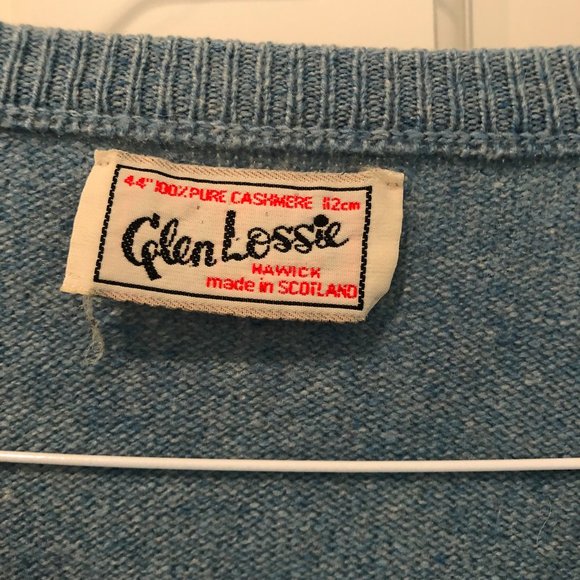 44" 100% PURE CASHMERE 112cm
Glen Lossie
HAWICK
made in SCOTLAND